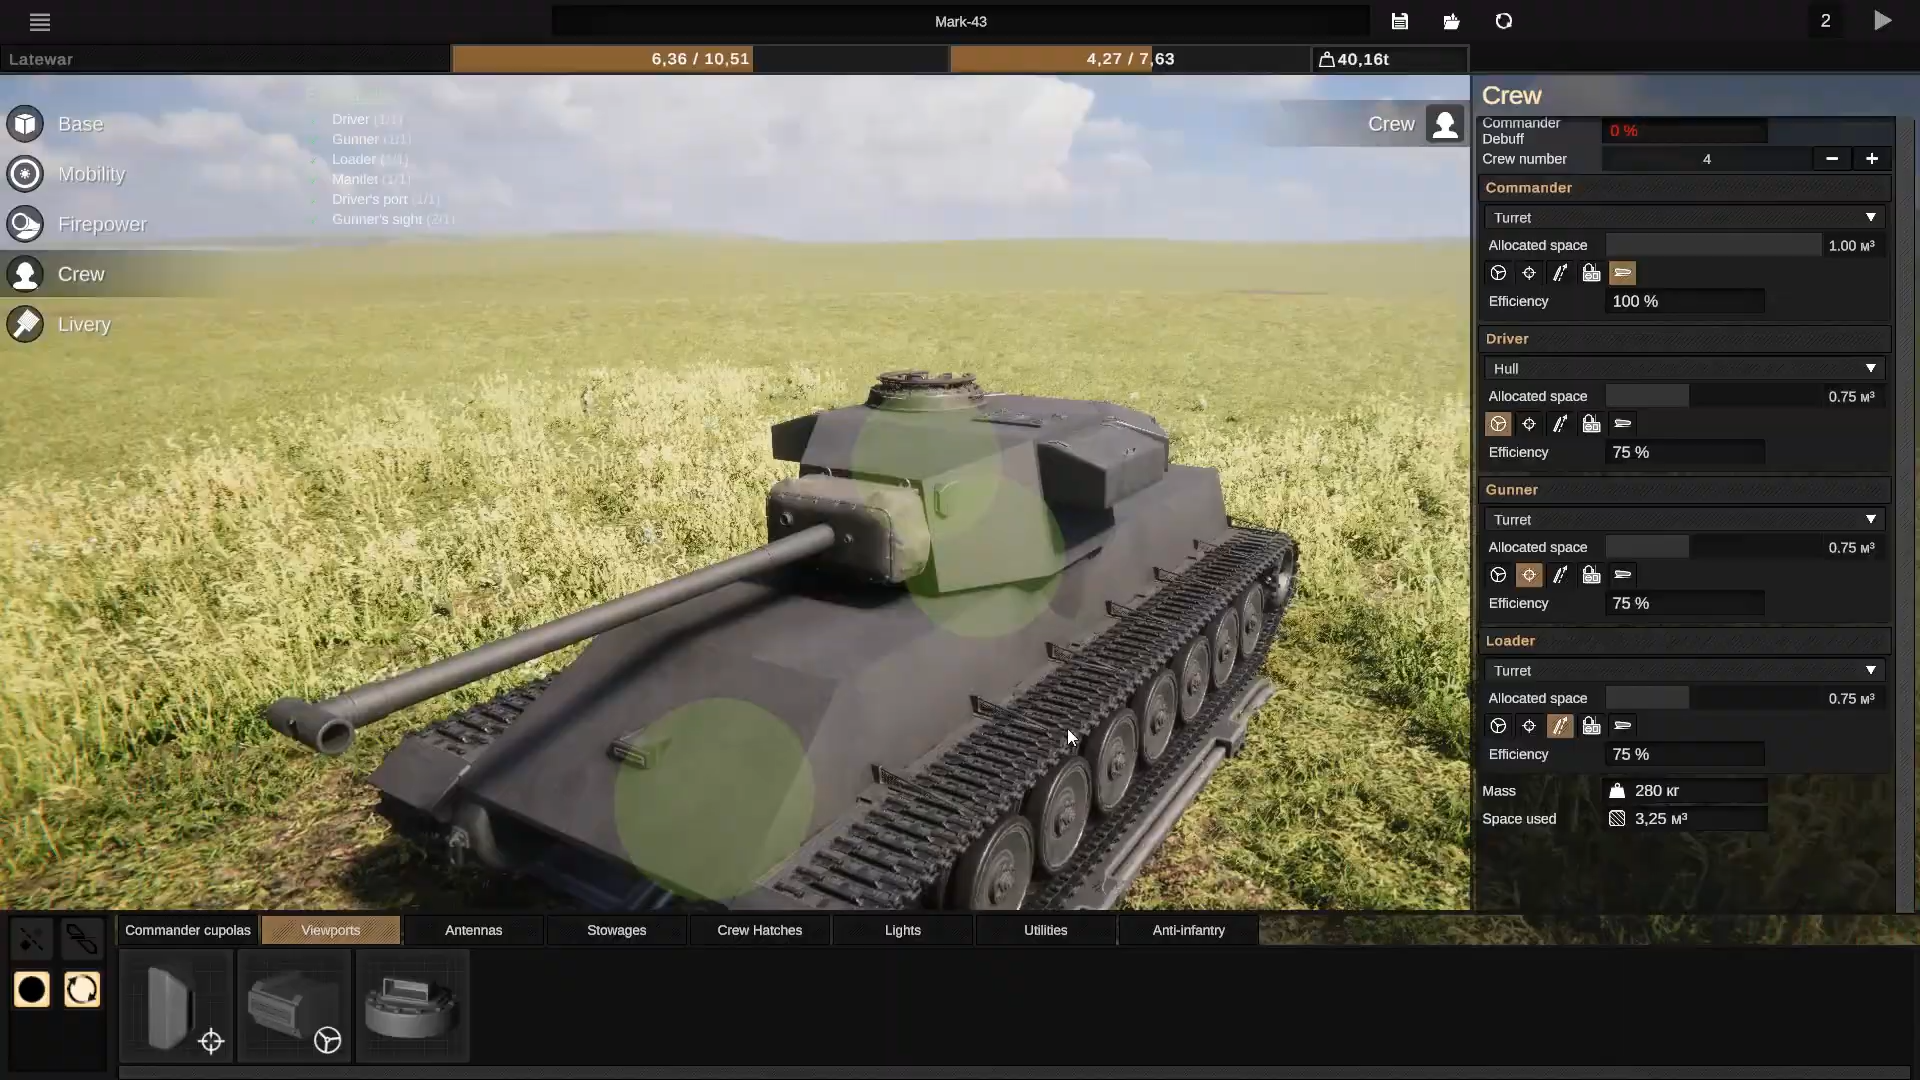 Mark-43
2
Latewar
6,36 / 10,51
4,27 / 7,63
40,16t
Base
Mobility
Firepower
Crew
Livery
Driver (1/1)
Gunner (1/1)
Loader (1/1)
Mantlet (1/1)
Driver's port (1/1)
Gunner's sight (2/1)
Crew
Crew
Commander
Debuff
0 %
Crew number
4
Commander
Turret
Allocated space
1.00 м³
Efficiency
100 %
Driver
Hull
Allocated space
0.75 м³
Efficiency
75 %
Gunner
Turret
Allocated space
0.75 м³
Efficiency
75 %
Loader
Turret
Allocated space
0.75 м³
Efficiency
75 %
Mass
280 кг
Space used
3,25 м³
Commander cupolas
Viewports
Antennas
Stowages
Crew Hatches
Lights
Utilities
Anti-infantry